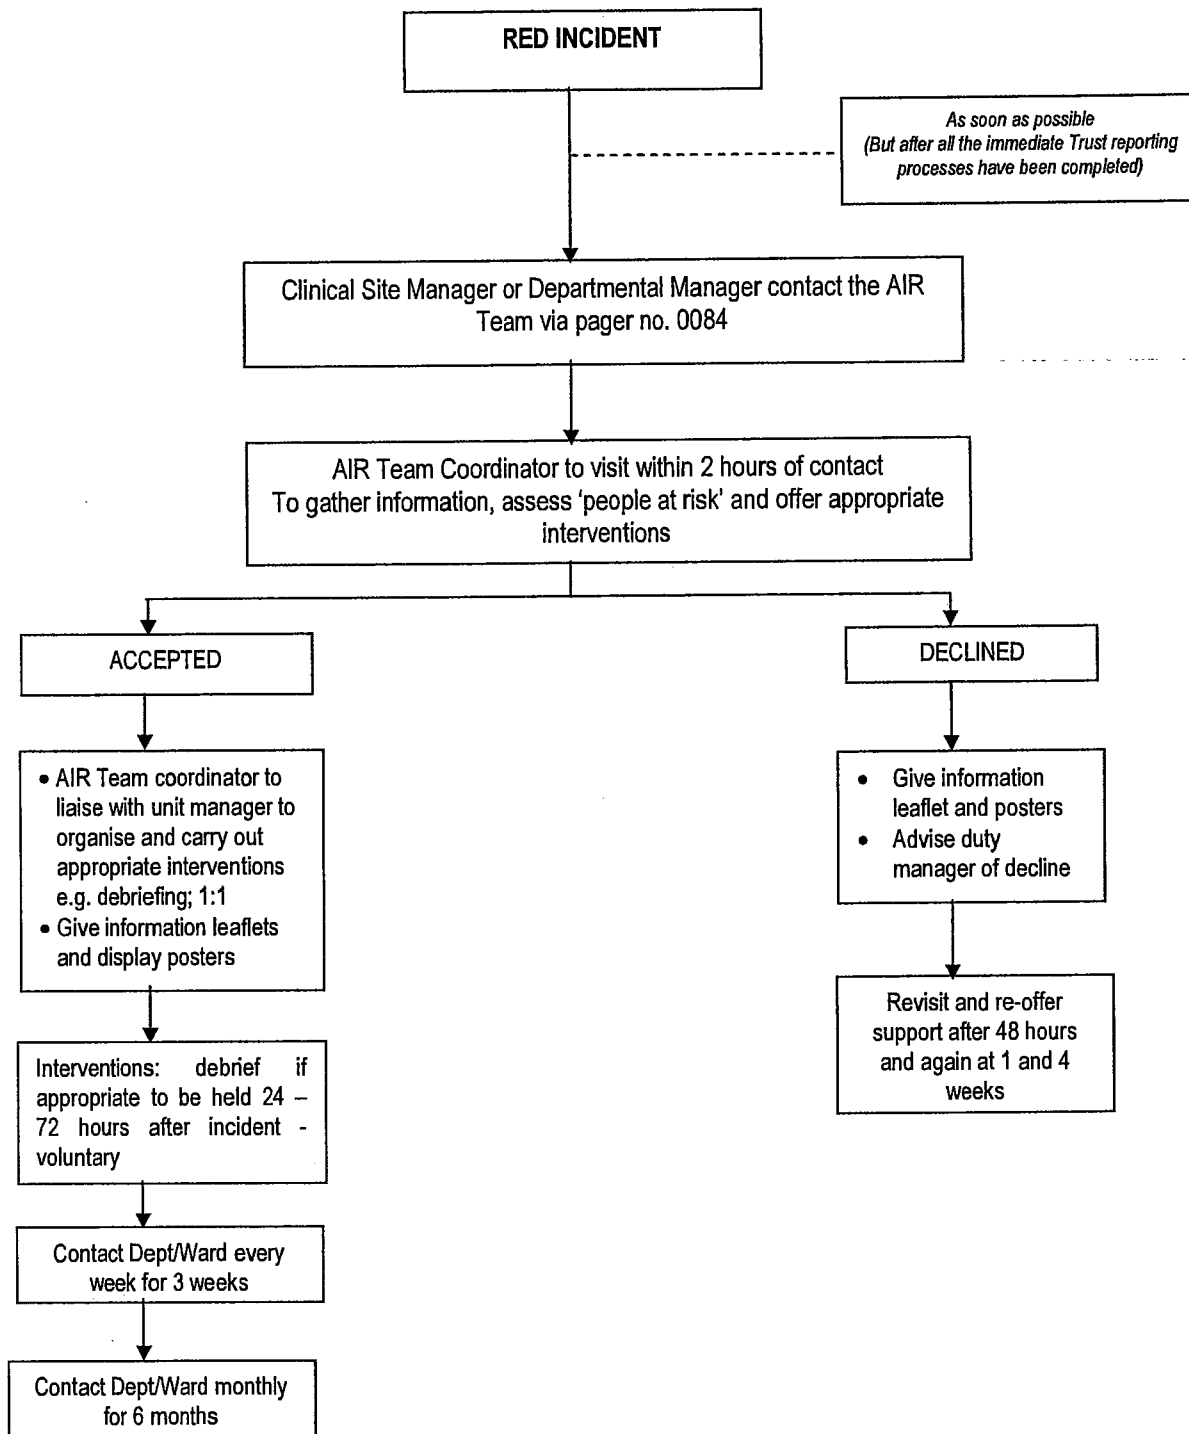 RED INCIDENT
As soon as possible
(But after all the immediate Trust reporting
processes have been completed)
Clinical Site Manager or Departmental Manager contact the AIR
Team via pager no. 0084
AIR Team Coordinator to visit within 2 hours of contact
To gather information, assess 'people at risk' and offer appropriate
interventions
ACCEPTED
DECLINED
• AIR Team coordinator to
liaise with unit manager to
organise and carry out
appropriate interventions
e.g. debriefing; 1:1
• Give information leaflets
and display posters
• Give information
leaflet and posters
• Advise duty
manager of decline
Revisit and re-offer
support after 48 hours
and again at 1 and 4
weeks
Interventions: debrief if
appropriate to be held 24 –
72 hours after incident -
voluntary
Contact Dept/Ward every
week for 3 weeks
Contact Dept/Ward monthly
for 6 months